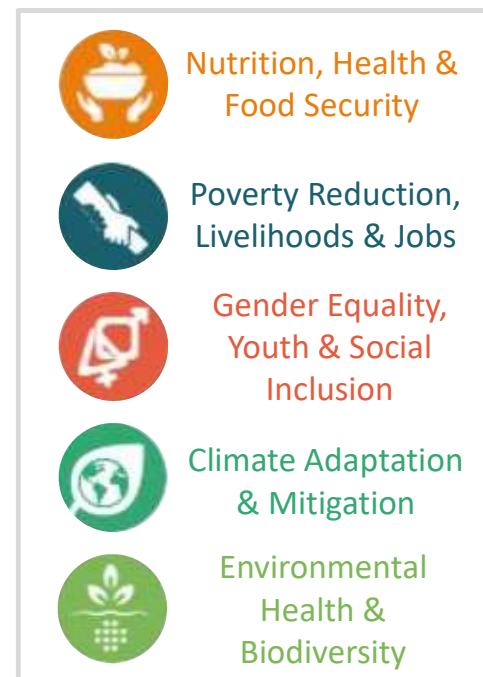 Nutrition, Health &
Food Security
Poverty Reduction,
Livelihoods & Jobs
Gender Equality,
Youth & Social
Inclusion
Climate Adaptation
& Mitigation
Environmental
Health &
Biodiversity